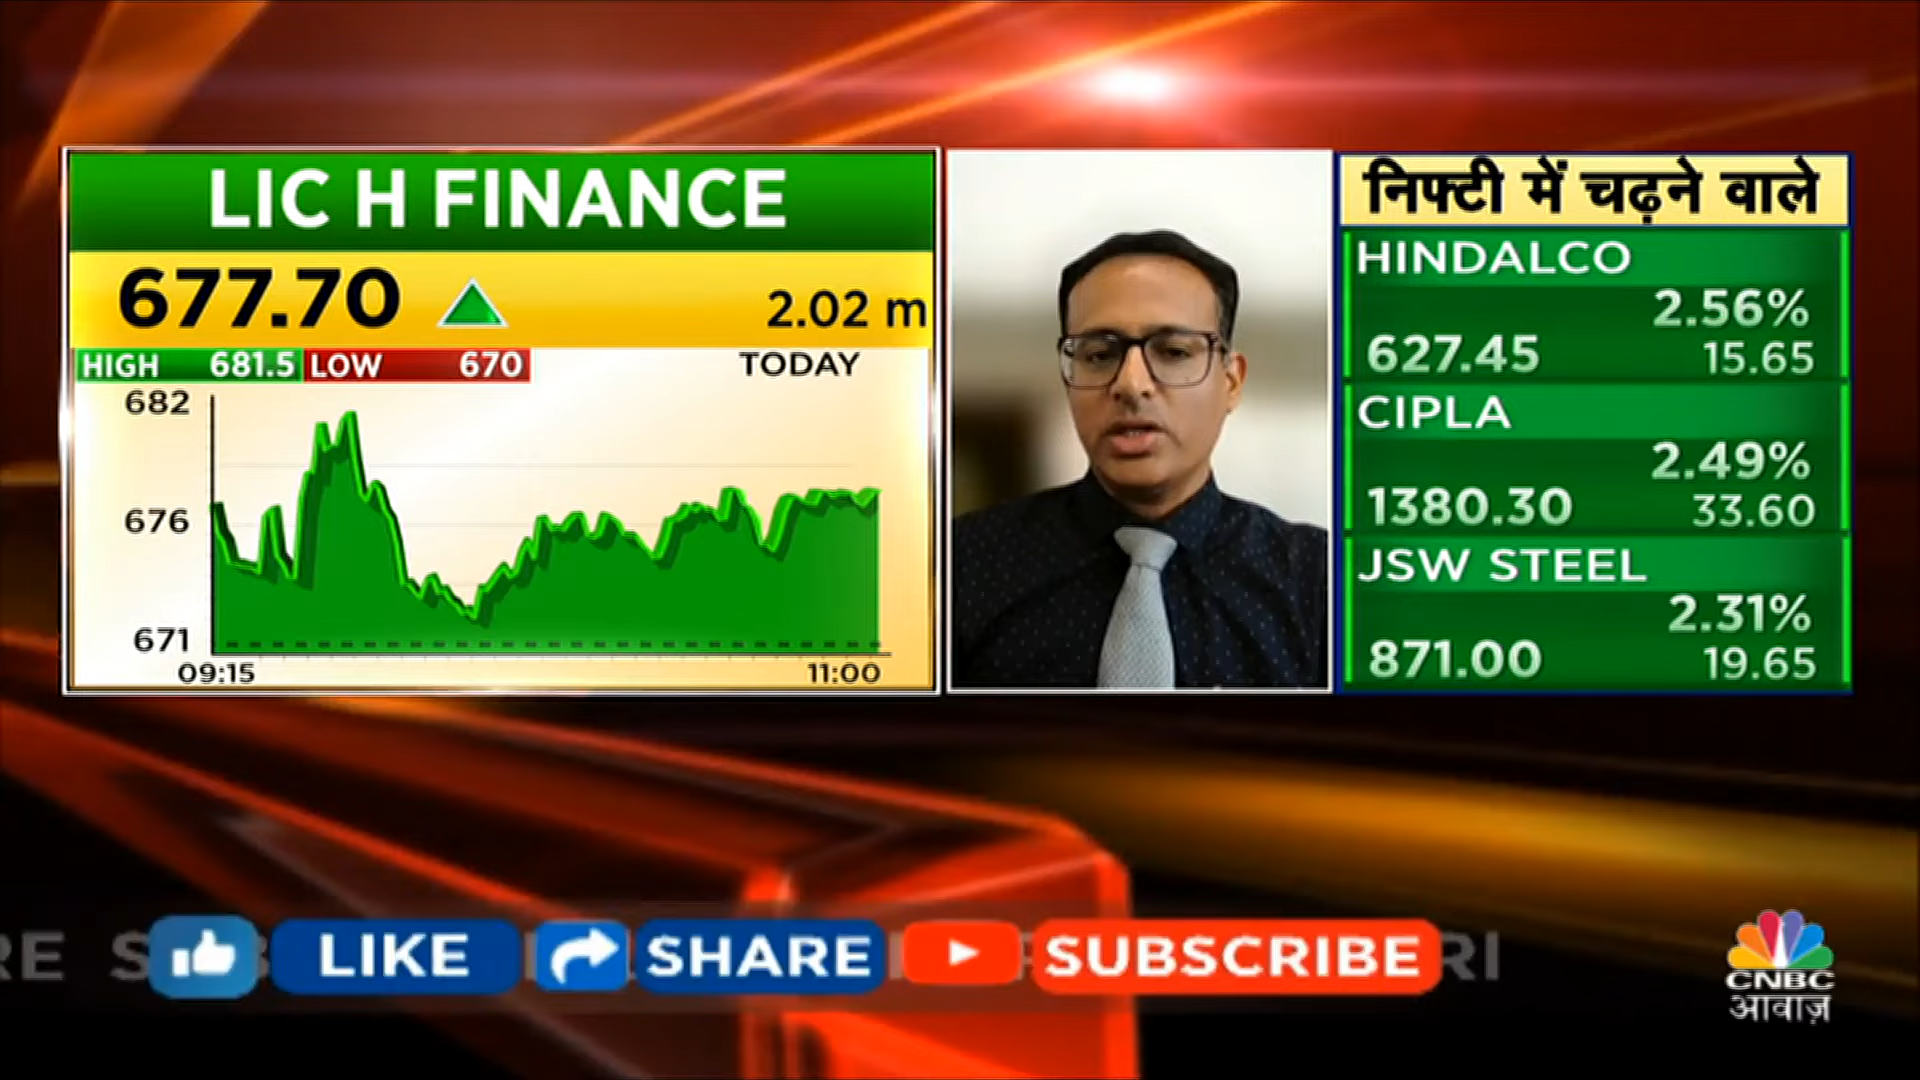 LIC H FINANCE
677.70
2.02 m
HIGH 681.5 LOW 670
TODAY
682
676
671
09:15
11:00
निफ्टी में चढ़ने वाले
HINDALCO
2.56%
627.45 15.65
CIPLA
2.49%
1380.30 33.60
JSW STEEL
2.31%
871.00 19.65
LIKE
SHARE
SUBSCRIBE
CNBC
आवाज़